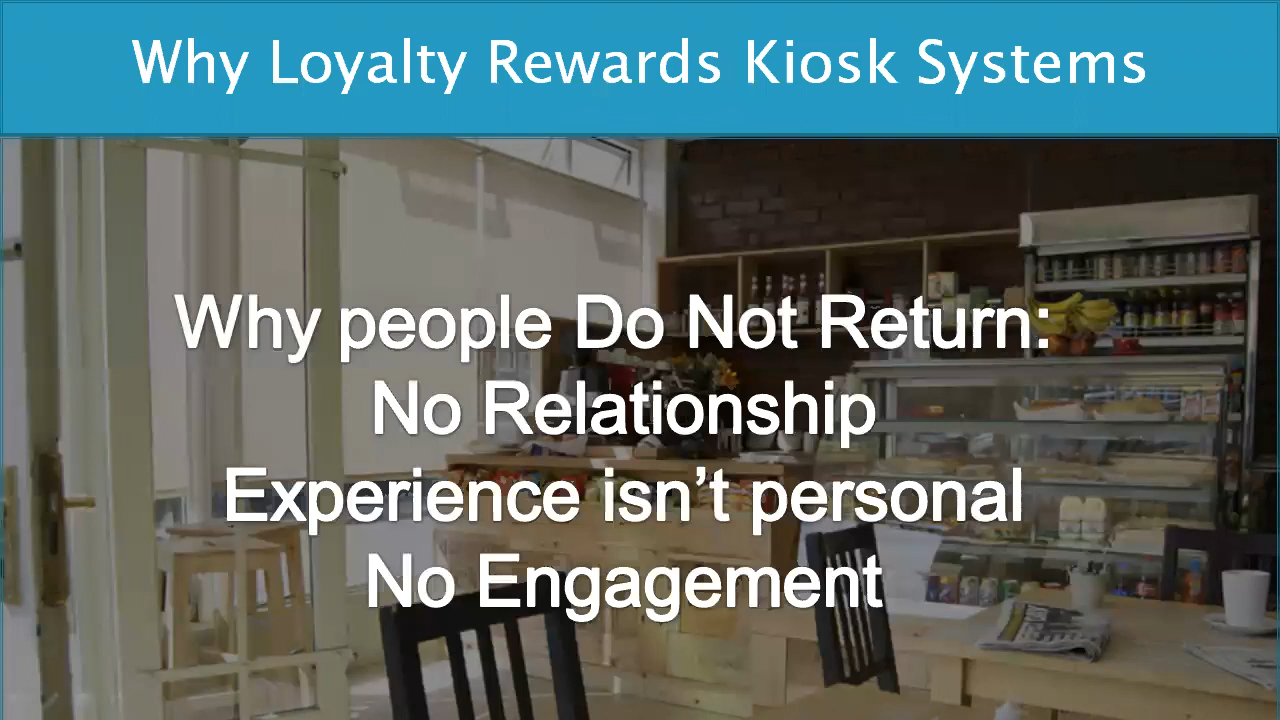 Why Loyalty Rewards Kiosk Systems
Why people Do Not Return:
No Relationship
Experience isn’t personal
No Engagement